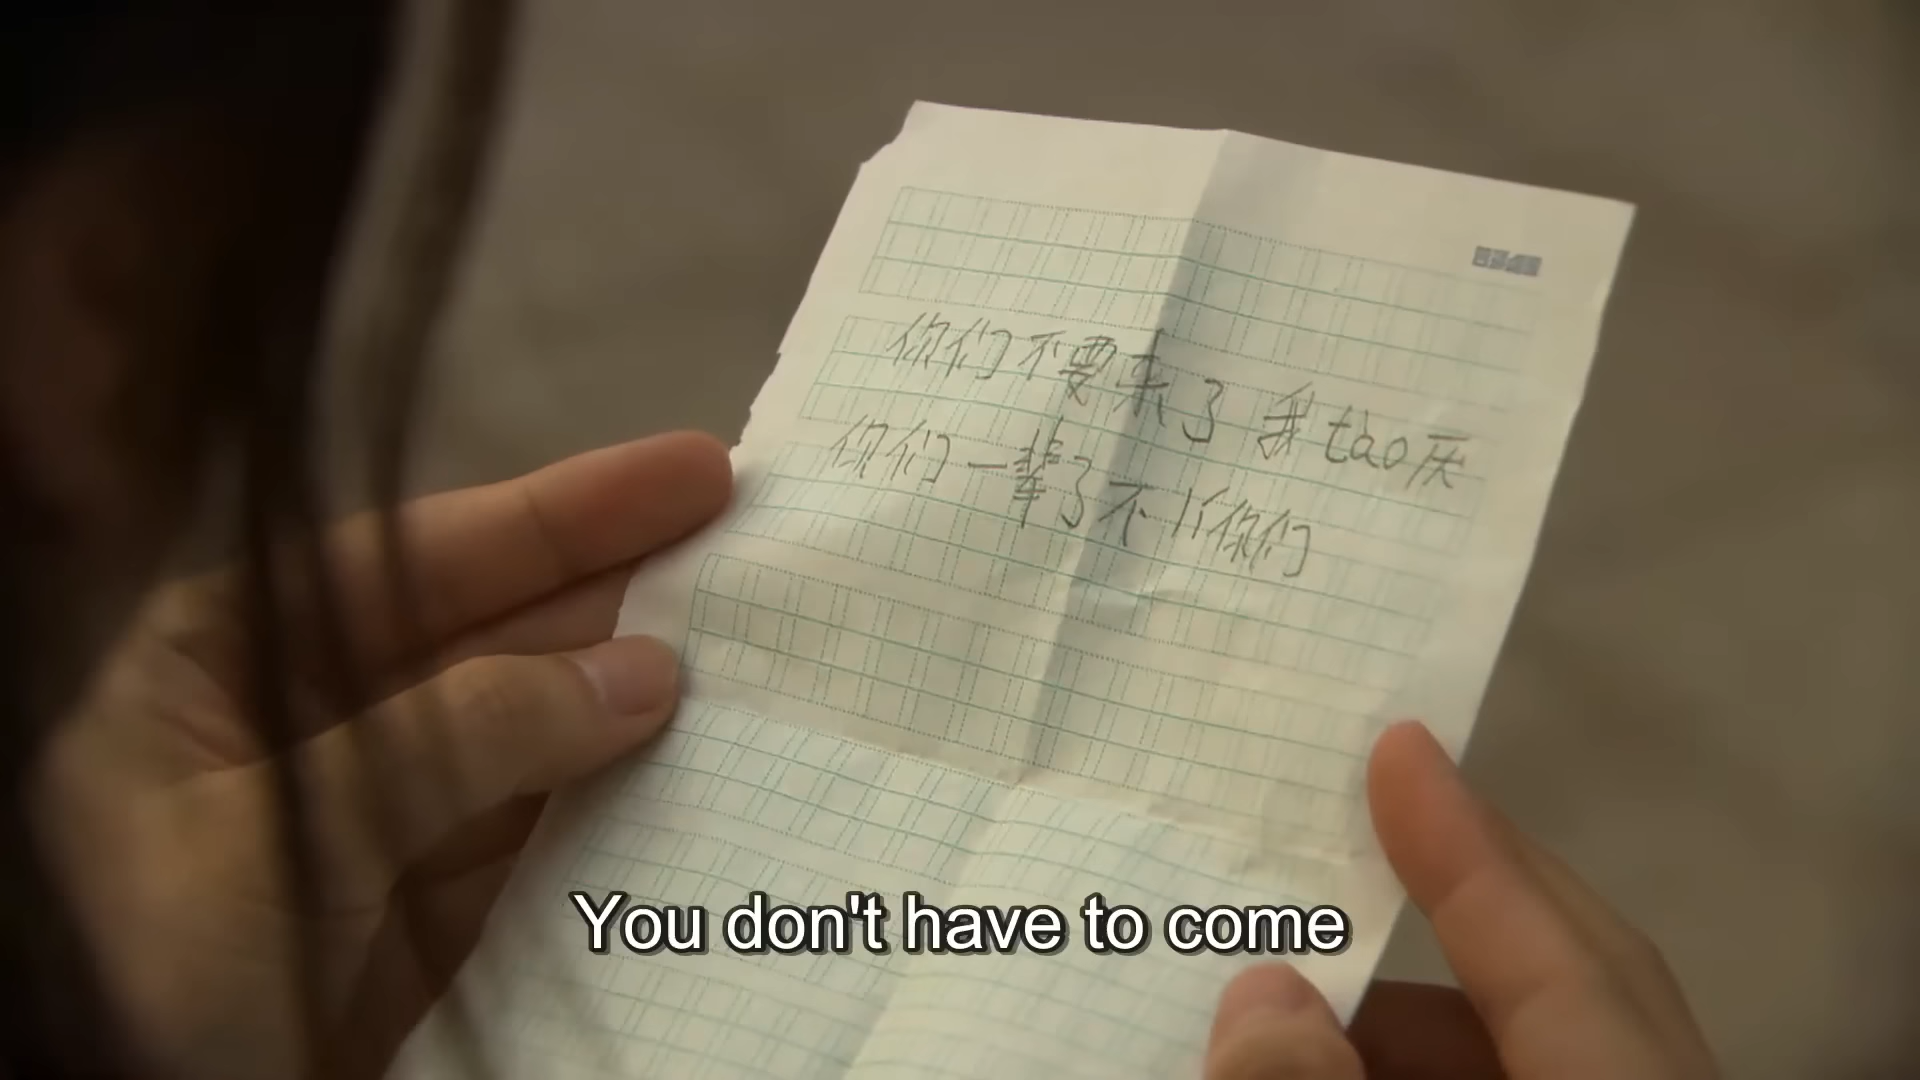 你们不要来了 我tao厌
你们一辈了不小你们
You don't have to come